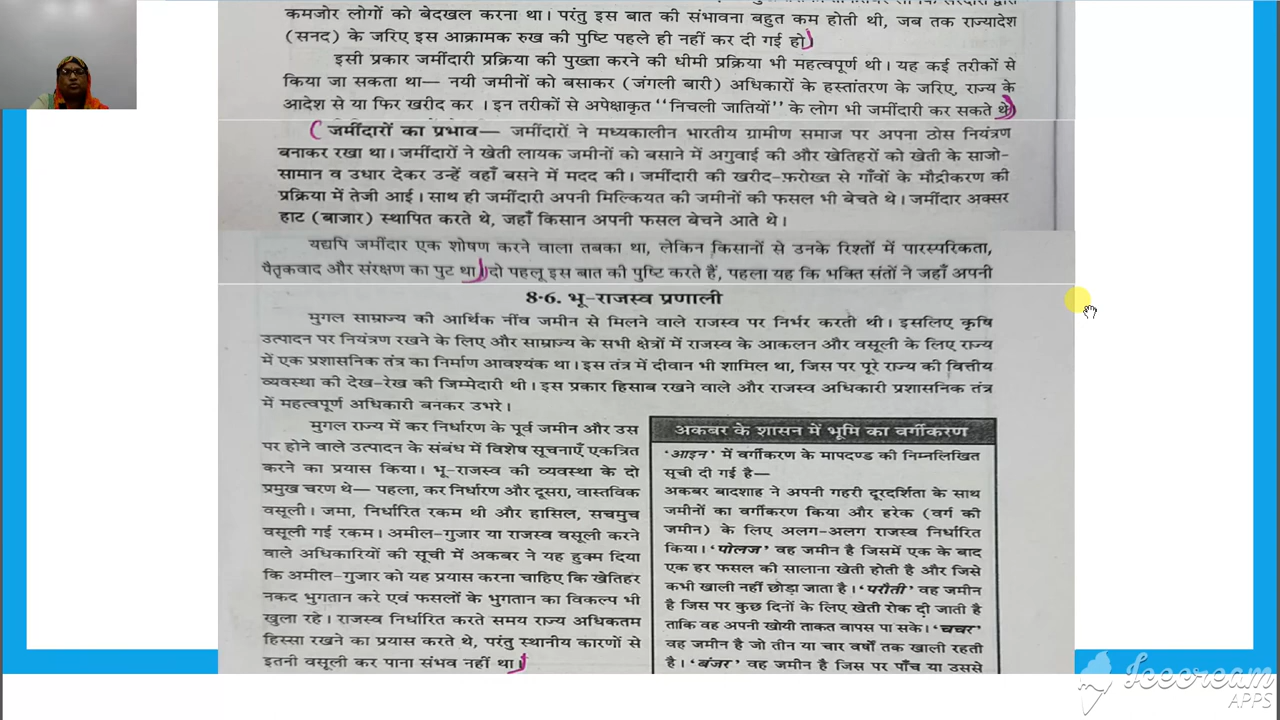 कमजोर लोगों को बेदखल करना था। परंतु इस बात की संभावना बहुत कम होती थी, जब तक राज्यादेश
(सनद) के जरिए इस आक्रामक रुख की पुष्टि पहले ही नहीं कर दी गई हो)
इसी प्रकार जमींदारी प्रक्रिया की पुख्ता करने की धीमी प्रक्रिया भी महत्वपूर्ण थी। यह कई तरीकों से
किया जा सकता था— नयी जमीनों को बसाकर (जंगली बारी) अधिकारों के हस्तांतरण के जरिए, राज्य के
आदेश से या फिर खरीद कर । इन तरीकों से अपेक्षाकृत ‘‘निचली जातियों’’ के लोग भी जमींदारी कर सकते थे)
(जमींदारों का प्रभाव— जमींदारों ने मध्यकालीन भारतीय ग्रामीण समाज पर अपना ठोस नियंत्रण
बनाकर रखा था। जमींदारों ने खेती लायक जमीनों को बसाने में अगुवाई की और खेतिहरों को खेती के साजो-
सामान व उधार देकर उन्हें वहाँ बसने में मदद की। जमींदारी की खरीद-फ़रोख्त से गाँवों के मौद्रीकरण की
प्रक्रिया में तेजी आई। साथ ही जमींदारी अपनी मिल्कियत की जमीनों की फसल भी बेचते थे। जमींदार अक्सर
हाट (बाजार) स्थापित करते थे, जहाँ किसान अपनी फसल बेचने आते थे।
यद्यपि जमींदार एक शोषण करने वाला तबका था, लेकिन किसानों से उनके रिश्तों में पारस्परिकता,
पैतृकवाद और संरक्षण का पुट था। दो पहलू इस बात की पुष्टि करते हैं, पहला यह कि भक्ति संतों ने जहाँ अपनी
8·6. भू-राजस्व प्रणाली
मुगल साम्राज्य की आर्थिक नींव जमीन से मिलने वाले राजस्व पर निर्भर करती थी। इसलिए कृषि
उत्पादन पर नियंत्रण रखने के लिए और साम्राज्य के सभी क्षेत्रों में राजस्व के आकलन और वसूली के लिए राज्य
में एक प्रशासनिक तंत्र का निर्माण आवश्यक था। इस तंत्र में दीवान भी शामिल था, जिस पर पूरे राज्य की वित्तीय
व्यवस्था की देख-रेख की जिम्मेदारी थी। इस प्रकार हिसाब रखने वाले और राजस्व अधिकारी प्रशासनिक तंत्र
में महत्वपूर्ण अधिकारी बनकर उभरे।
मुगल राज्य में कर निर्धारण के पूर्व जमीन और उस
पर होने वाले उत्पादन के संबंध में विशेष सूचनाएँ एकत्रित
करने का प्रयास किया। भू-राजस्व की व्यवस्था के दो
प्रमुख चरण थे— पहला, कर निर्धारण और दूसरा, वास्तविक
वसूली। जमा, निर्धारित रकम थी और हासिल, सचमुच
वसूली गई रकम। अमील-गुजार या राजस्व वसूली करने
वाले अधिकारियों की सूची में अकबर ने यह हुक्म दिया
कि अमील-गुजार को यह प्रयास करना चाहिए कि खेतिहर
नकद भुगतान करे एवं फसलों के भुगतान का विकल्प भी
खुला रहे। राजस्व निर्धारित करते समय राज्य अधिकतम
हिस्सा रखने का प्रयास करते थे, परंतु स्थानीय कारणों से
इतनी वसूली कर पाना संभव नहीं था।
अकबर के शासन में भूमि का वर्गीकरण
‘आइन’ में वर्गीकरण के मापदण्ड की निम्नलिखित
सूची दी गई है—
अकबर बादशाह ने अपनी गहरी दूरदर्शिता के साथ
जमीनों का वर्गीकरण किया और हरेक (वर्ग की
जमीन) के लिए अलग-अलग राजस्व निर्धारित
किया। ‘पोलज’ वह जमीन है जिसमें एक के बाद
एक हर फसल की सालाना खेती होती है और जिसे
कभी खाली नहीं छोड़ा जाता है। ‘परौती’ वह जमीन
है जिस पर कुछ दिनों के लिए खेती रोक दी जाती है
ताकि वह अपनी खोयी ताकत वापस पा सके। ‘चचर’
वह जमीन है जो तीन या चार वर्षों तक खाली रहती
है। ‘बंजर’ वह जमीन है जिस पर पाँच या उससे
Icecream
APPS